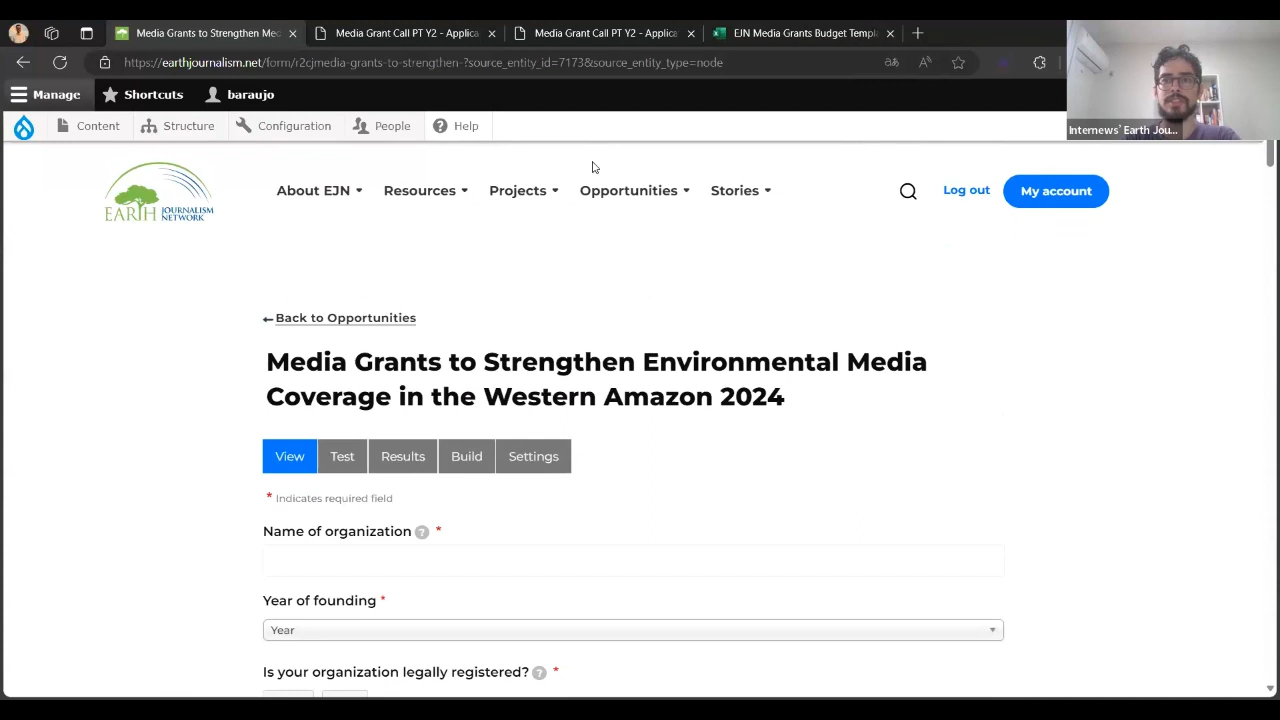 Media Grants to Strengthen Mec
Media Grant Call PT Y2 - Applica
Media Grant Call PT Y2 - Applica
EJN Media Grants Budget Templ
https://earthjournalism.net/form/r2cjmedia-grants-to-strengthen-?source_entity_id=7173&source_entity_type=node
Manage
Shortcuts
baraujo
Internews' Earth Jou...
Content
Structure
Configuration
People
Help
EARTH JOURNALISM NETWORK
About EJN
Resources
Projects
Opportunities
Stories
Log out
My account
Back to Opportunities
Media Grants to Strengthen Environmental Media
Coverage in the Western Amazon 2024
View
Test
Results
Build
Settings
* Indicates required field
Name of organization ? *
Year of founding *
Year
Is your organization legally registered? ? *